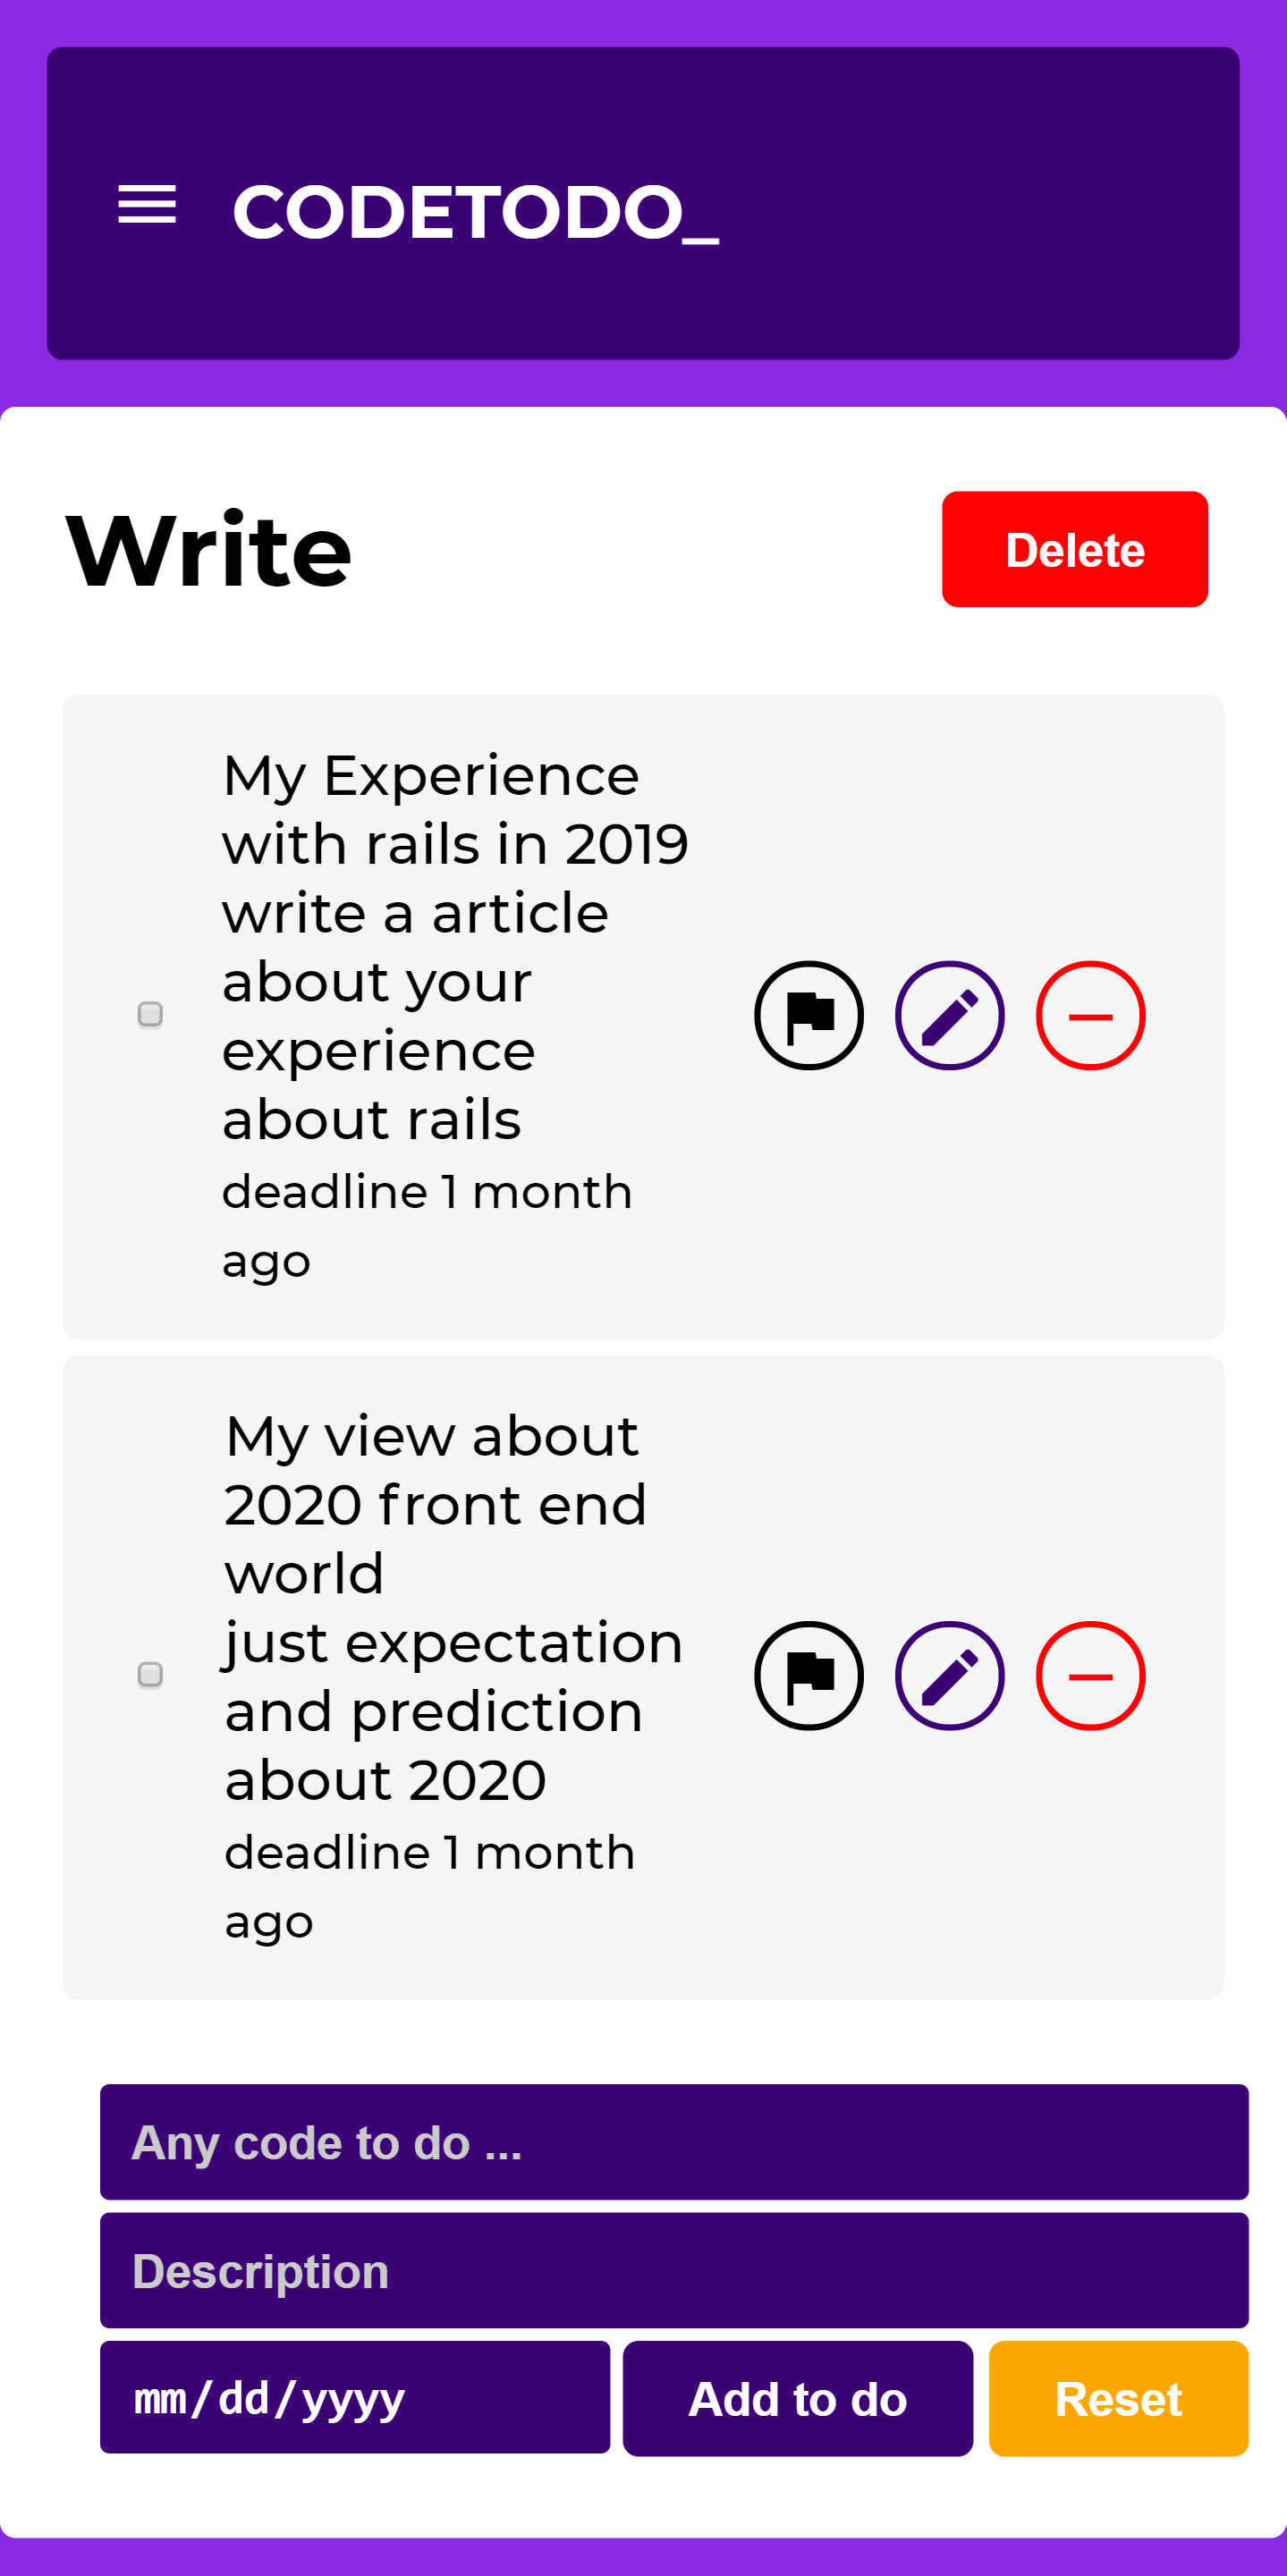 CODETODO_
Write
Delete
My Experience
with rails in 2019
write a article
about your
experience
about rails
deadline 1 month
ago
My view about
2020 front end
world
just expectation
and prediction
about 2020
deadline 1 month
ago
Any code to do ...
Description
mm/dd/yyyy
Add to do
Reset